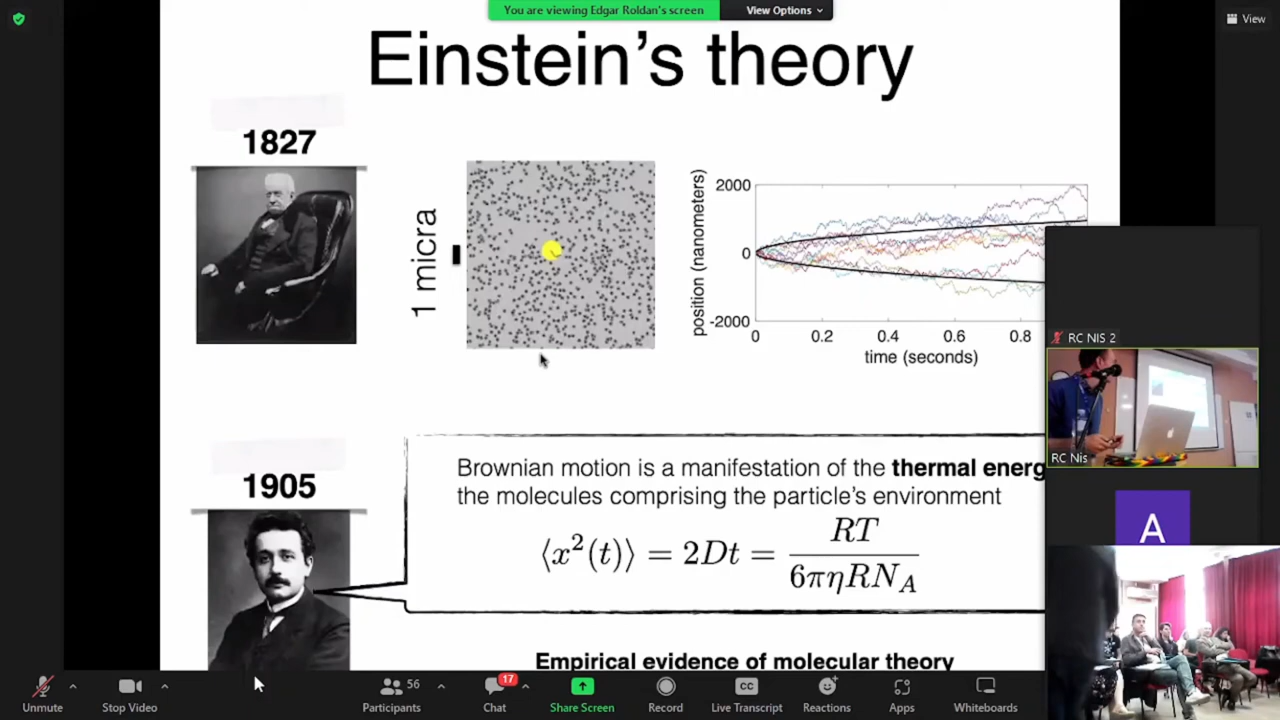 You are viewing Edgar Roldan's screen
View Options
View
Einstein's theory
1827
1 micra
position (nanometers)
2000
0
-2000
0
0.2
0.4
0.6
0.8
time (seconds)
RC NIS 2
RC Nis
A
1905
Brownian motion is a manifestation of the thermal energ
the molecules comprising the particle's environment
⟨x²(t)⟩ = 2Dt = RT / 6πηRN_A
Empirical evidence of molecular theory
Unmute
Stop Video
Participants
56
Chat
17
Share Screen
Record
CC
Live Transcript
Reactions
Apps
Whiteboards